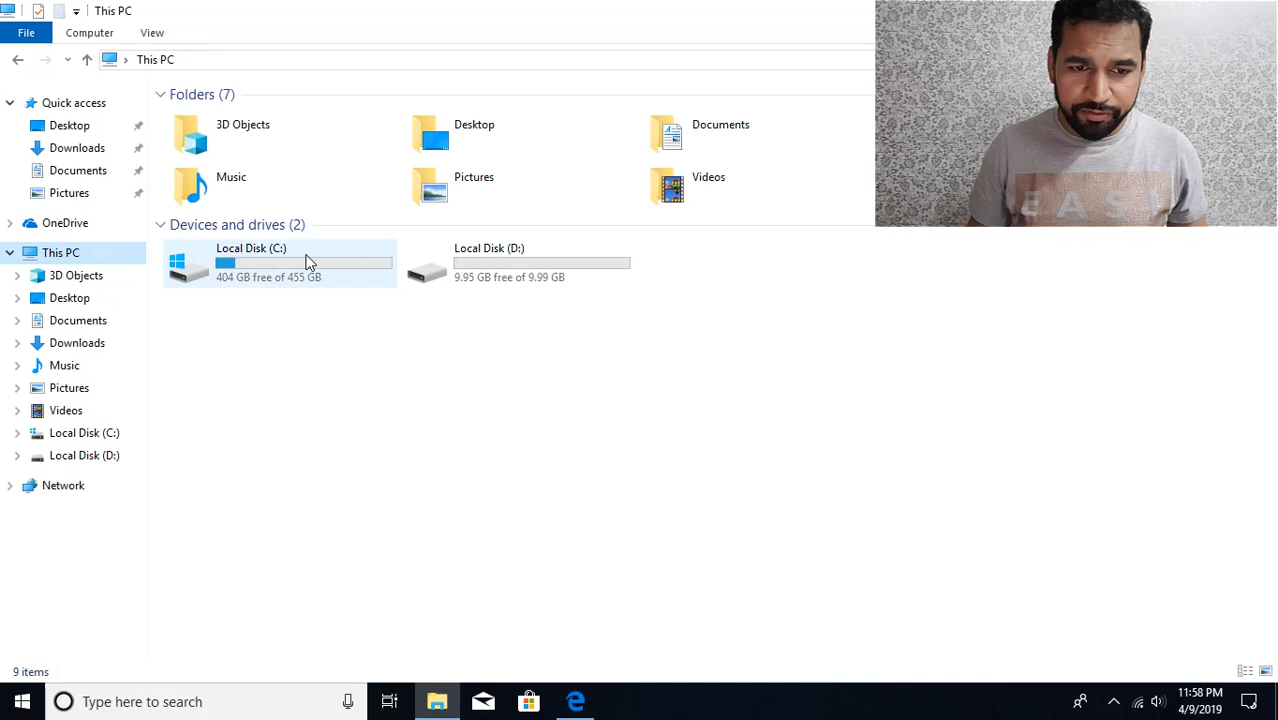 This PC
File
Computer
View
This PC
Quick access
Desktop
Downloads
Documents
Pictures
OneDrive
This PC
3D Objects
Desktop
Documents
Downloads
Music
Pictures
Videos
Local Disk (C:)
Local Disk (D:)
Network
Folders (7)
3D Objects
Desktop
Documents
Music
Pictures
Videos
Devices and drives (2)
Local Disk (C:)
404 GB free of 455 GB
Local Disk (D:)
9.95 GB free of 9.99 GB
EASY
9 items
Type here to search
11:58 PM
4/9/2019